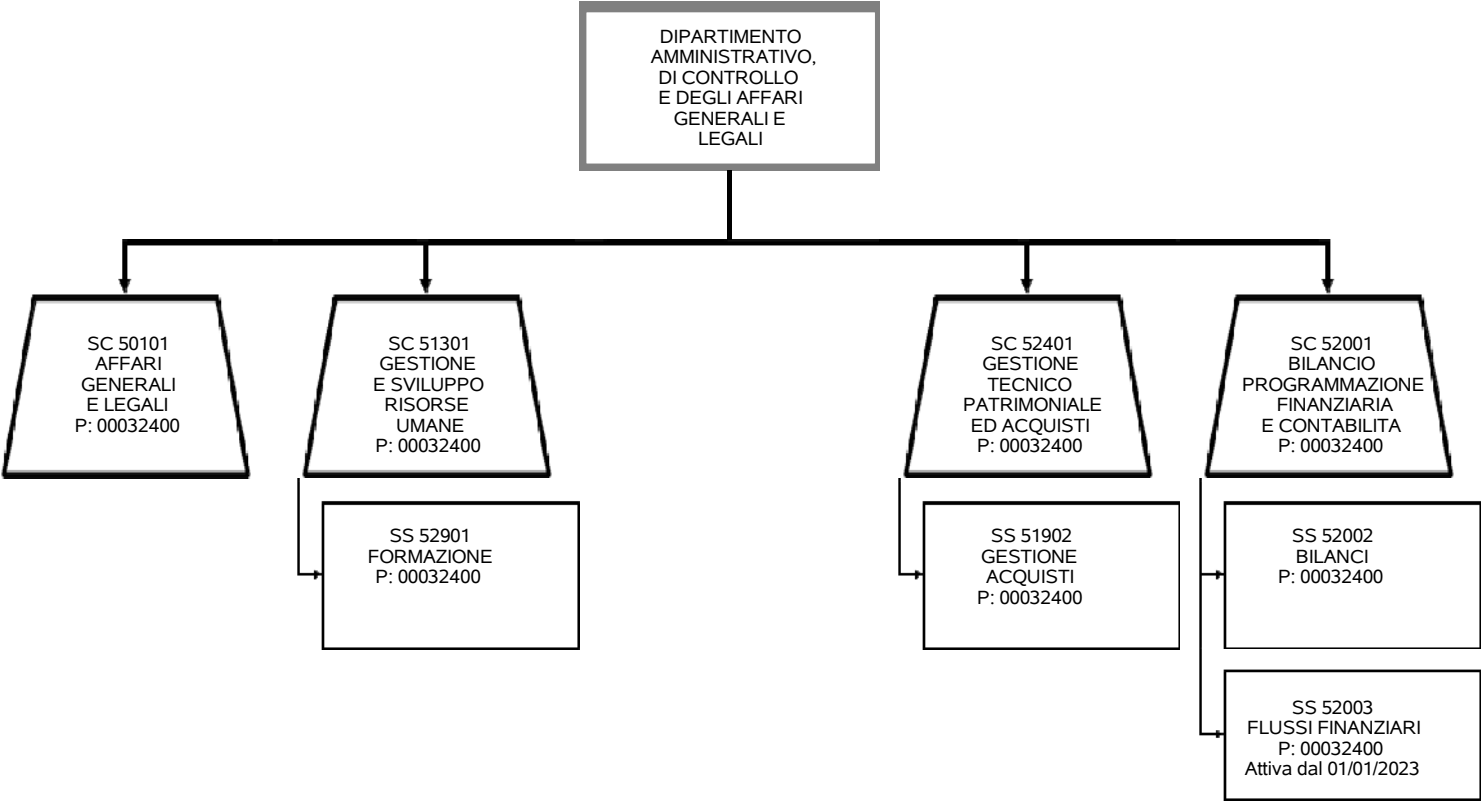 DIPARTIMENTO
AMMINISTRATIVO,
DI CONTROLLO
E DEGLI AFFARI
GENERALI E
LEGALI
SC 50101
AFFARI
GENERALI
E LEGALI
P: 00032400
SC 51301
GESTIONE
E SVILUPPO
RISORSE
UMANE
P: 00032400
SC 52401
GESTIONE
TECNICO
PATRIMONIALE
ED ACQUISTI
P: 00032400
SC 52001
BILANCIO
PROGRAMMAZIONE
FINANZIARIA
E CONTABILITA
P: 00032400
SS 52901
FORMAZIONE
P: 00032400
SS 51902
GESTIONE
ACQUISTI
P: 00032400
SS 52002
BILANCI
P: 00032400
SS 52003
FLUSSI FINANZIARI
P: 00032400
Attiva dal 01/01/2023